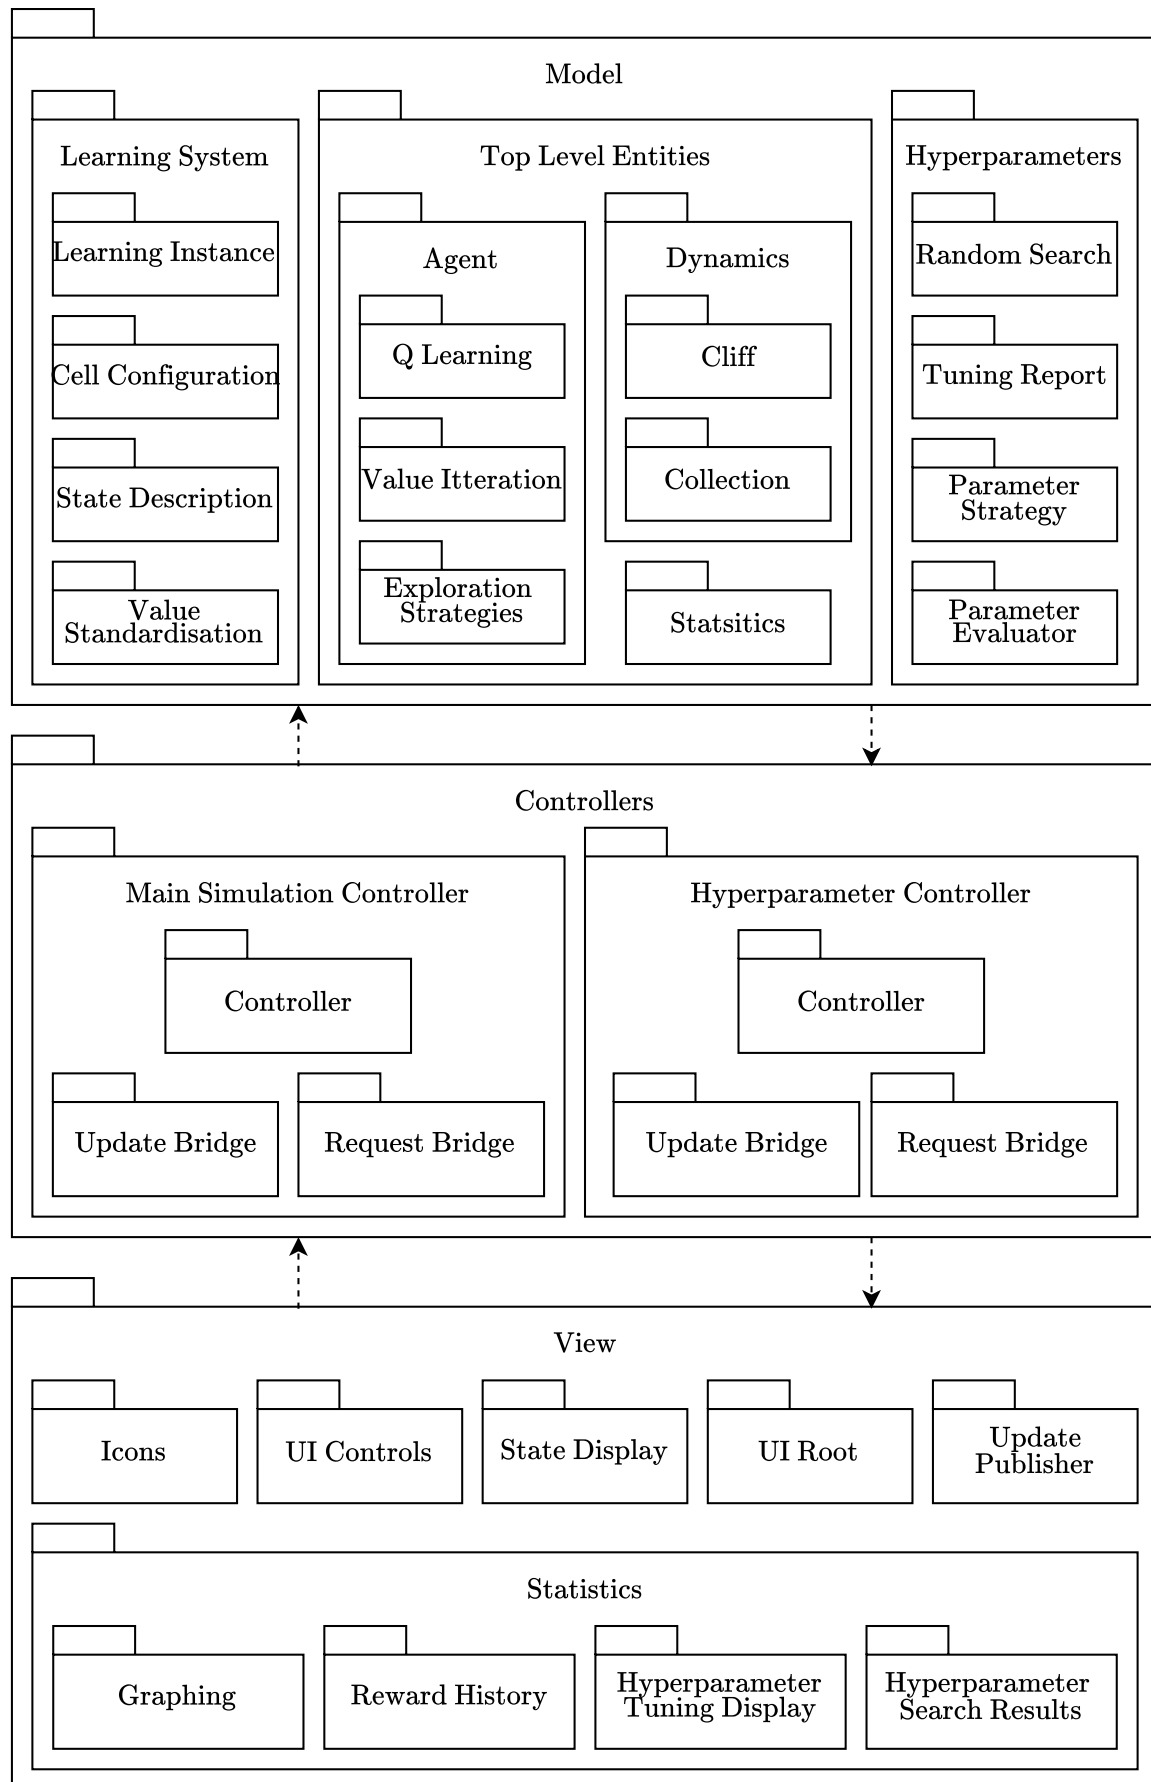 Model
Learning System
Learning Instance
Cell Configuration
State Description
Value
Standardisation
Top Level Entities
Agent
Q Learning
Value Itteration
Exploration
Strategies
Dynamics
Cliff
Collection
Statsitics
Hyperparameters
Random Search
Tuning Report
Parameter
Strategy
Parameter
Evaluator
Controllers
Main Simulation Controller
Controller
Update Bridge
Request Bridge
Hyperparameter Controller
Controller
Update Bridge
Request Bridge
View
Icons
UI Controls
State Display
UI Root
Update
Publisher
Statistics
Graphing
Reward History
Hyperparameter
Tuning Display
Hyperparameter
Search Results